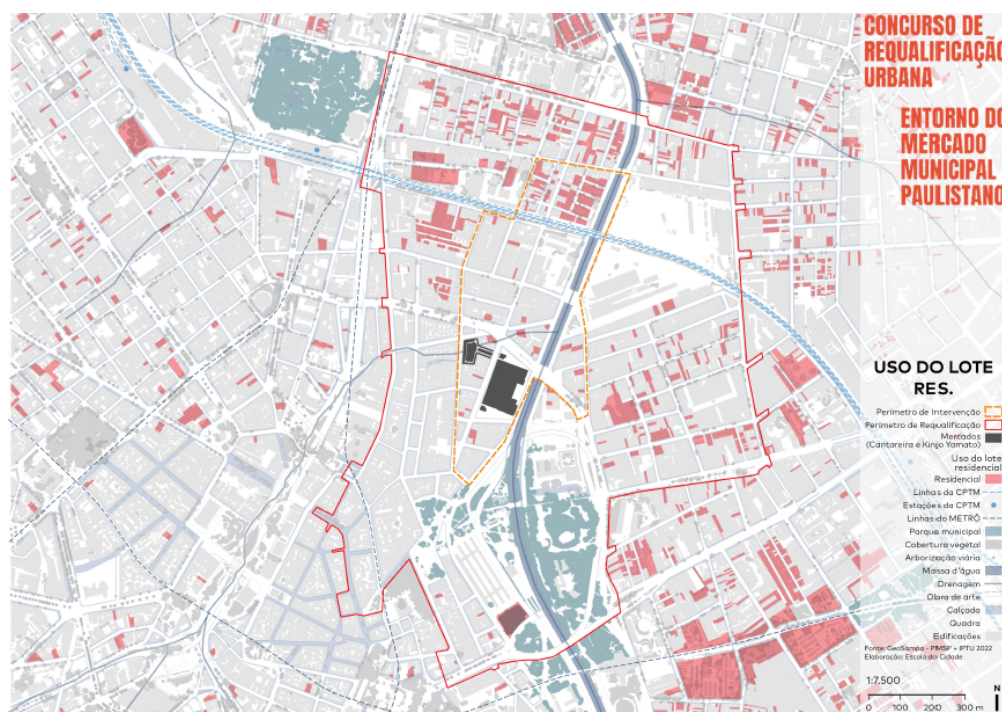 CONCURSO DE
REQUALIFICAÇÃO
URBANA
ENTORNO DO
MERCADO
MUNICIPAL
PAULISTANO
USO DO LOTE
RES.
Perímetro de Intervenção
Perímetro de Requalificação
Mercados
(Cantareira e Kinjo Yamato)
Uso do lote
residencial
Residencial
Linhas da CPTM
Estações da CPTM
Linhas do METRÔ
Parque municipal
Cobertura vegetal
Arborização viária
Massa d'água
Drenagem
Obra de arte
Calçada
Quadra
Edificações
Fonte: GeoSampa - PMSP + IPTU 2022
Elaboração: Escola da Cidade
1:7.500
N
0 100 200 300 m